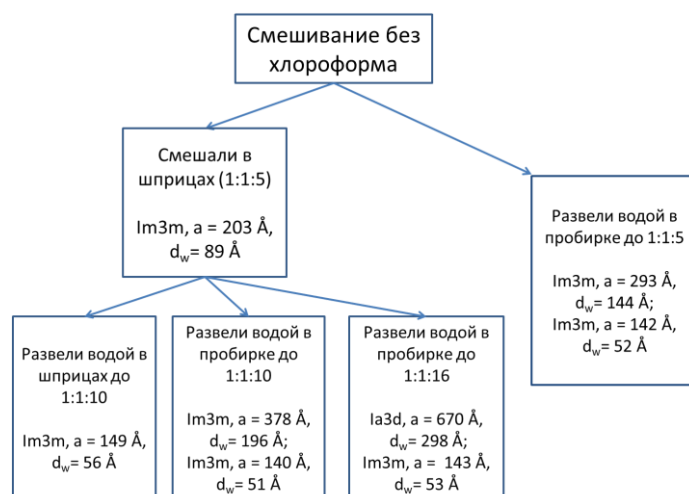 Смешивание без
хлороформа
Смешали в
шприцах (1:1:5)
Im3m, a = 203 Å,
dw= 89 Å
Развели водой в
пробирке до 1:1:5
Im3m, a = 293 Å,
dw= 144 Å;
Im3m, a = 142 Å,
dw= 52 Å
Развели водой в
шприцах до
1:1:10
Im3m, a = 149 Å,
dw= 56 Å
Развели водой в
пробирке до
1:1:10
Im3m, a = 378 Å,
dw= 196 Å;
Im3m, a = 140 Å,
dw= 51 Å
Развели водой в
пробирке до
1:1:16
Ia3d, a = 670 Å,
dw= 298 Å;
Im3m, a =  143 Å,
dw= 53 Å